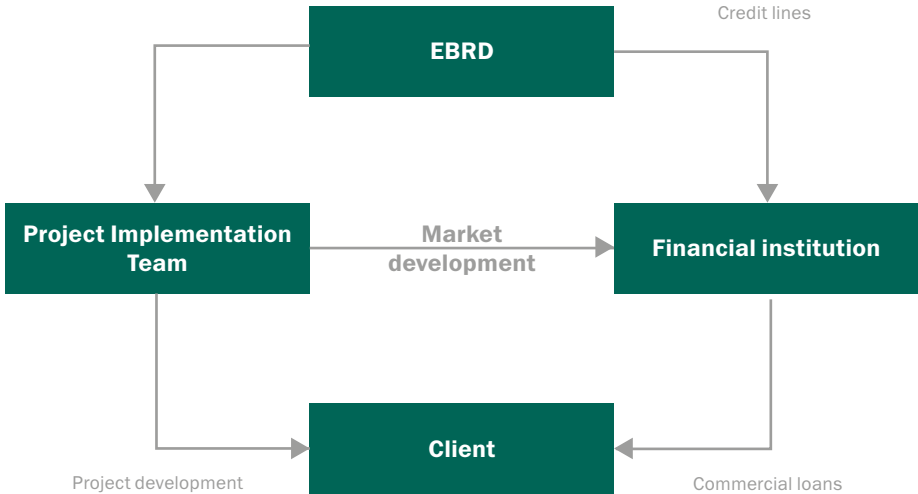 Credit lines
EBRD
Project Implementation
Team
Market
development
Financial institution
Client
Project development
Commercial loans